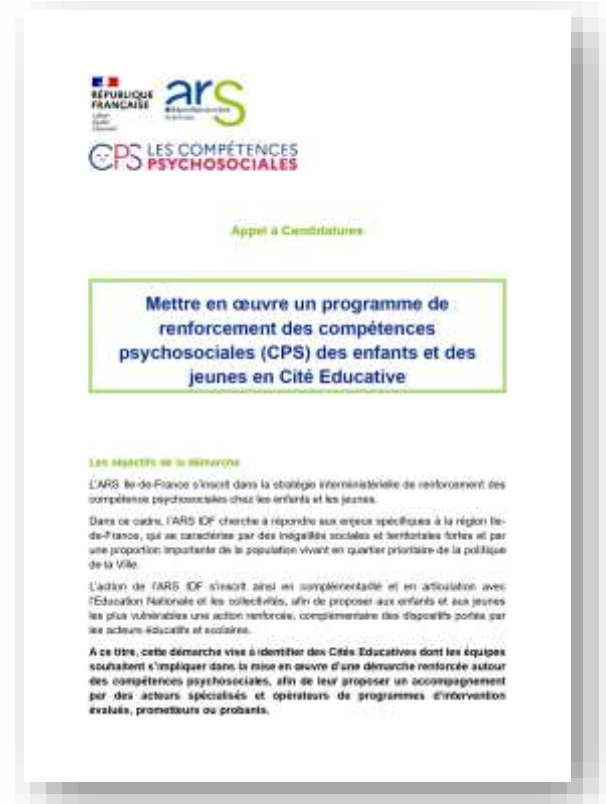 RÉPUBLIQUE
FRANÇAISE
ars
CPS LES COMPÉTENCES
PSYCHOSOCIALES
Appel à Candidatures
Mettre en œuvre un programme de
renforcement des compétences
psychosociales (CPS) des enfants et des
jeunes en Cité Educative
Les objectifs de la démarche
L'ARS Ile-de-France s'inscrit dans la stratégie interministérielle de renforcement des
compétence psychosociales chez les enfants et les jeunes.
Dans ce cadre, l'ARS IDF cherche à répondre aux enjeux spécifiques à la région Ile-
de-France, qui se caractérise par des inégalités sociales et territoriales fortes et par
une proportion importante de la population vivant en quartier prioritaire de la politique
de la Ville.
L'action de l'ARS IDF s'inscrit ainsi en complémentarité et en articulation avec
l'Education Nationale et les collectivités, afin de proposer aux enfants et aux jeunes
les plus vulnérables une action renforcée, complémentaire des dispositifs portés par
les acteurs éducatifs et scolaires.
A ce titre, cette démarche vise à identifier des Cités Educatives dont les équipes
souhaitent s'impliquer dans la mise en œuvre d'une démarche renforcée autour
des compétences psychosociales, afin de leur proposer un accompagnement
par des acteurs spécialisés et opérateurs de programmes d'intervention
évalués, prometteurs ou probants.